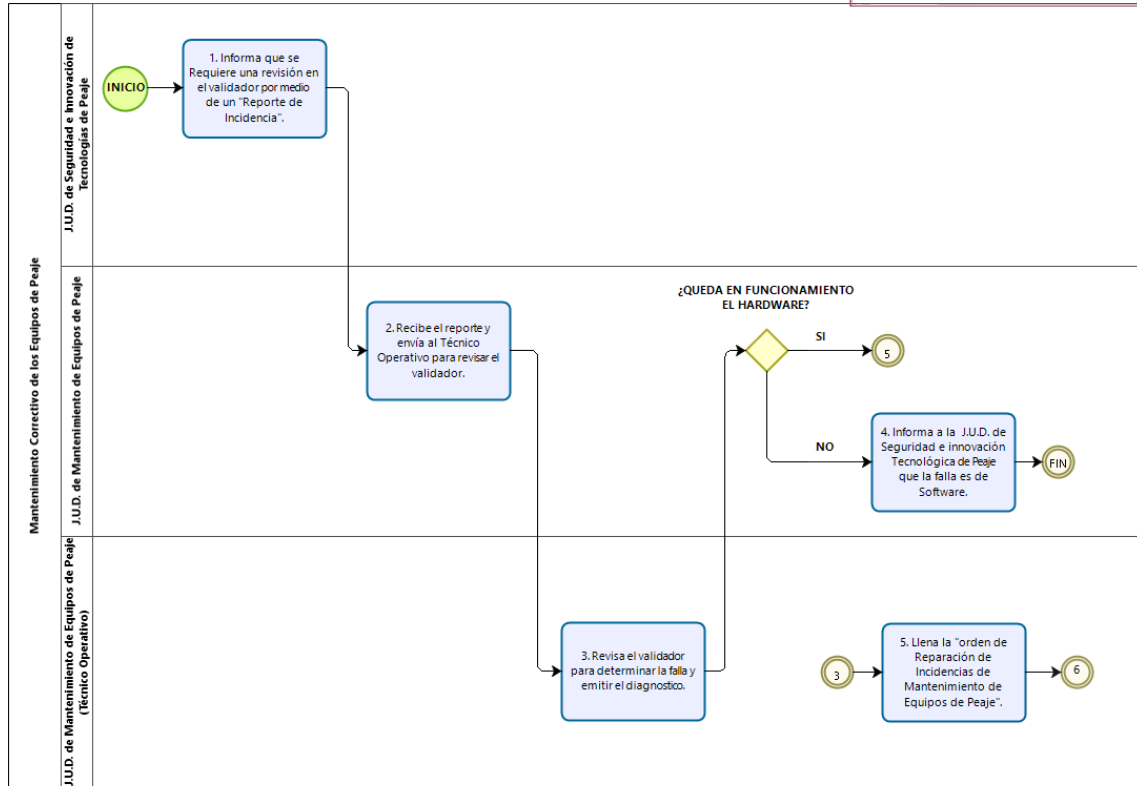 Mantenimiento Correctivo de los Equipos de Peaje
J.U.D. de Seguridad e Innovación de
Tecnologías de Peaje
INICIO
1. Informa que se
Requiere una revisión en
el validador por medio
de un "Reporte de
Incidencia".
J.U.D. de Mantenimiento de Equipos de Peaje
2. Recibe el reporte y
envía al Técnico
Operativo para revisar el
validador.
¿QUEDA EN FUNCIONAMIENTO
EL HARDWARE?
SI
5
NO
4. Informa a la J.U.D. de
Seguridad e innovación
Tecnológica de Peaje
que la falla es de
Software.
FIN
J.U.D. de Mantenimiento de Equipos de Peaje
(Técnico Operativo)
3. Revisa el validador
para determinar la falla y
emitir el diagnostico.
3
5. Llena la "orden de
Reparación de
Incidencias de
Mantenimiento de
Equipos de Peaje".
6